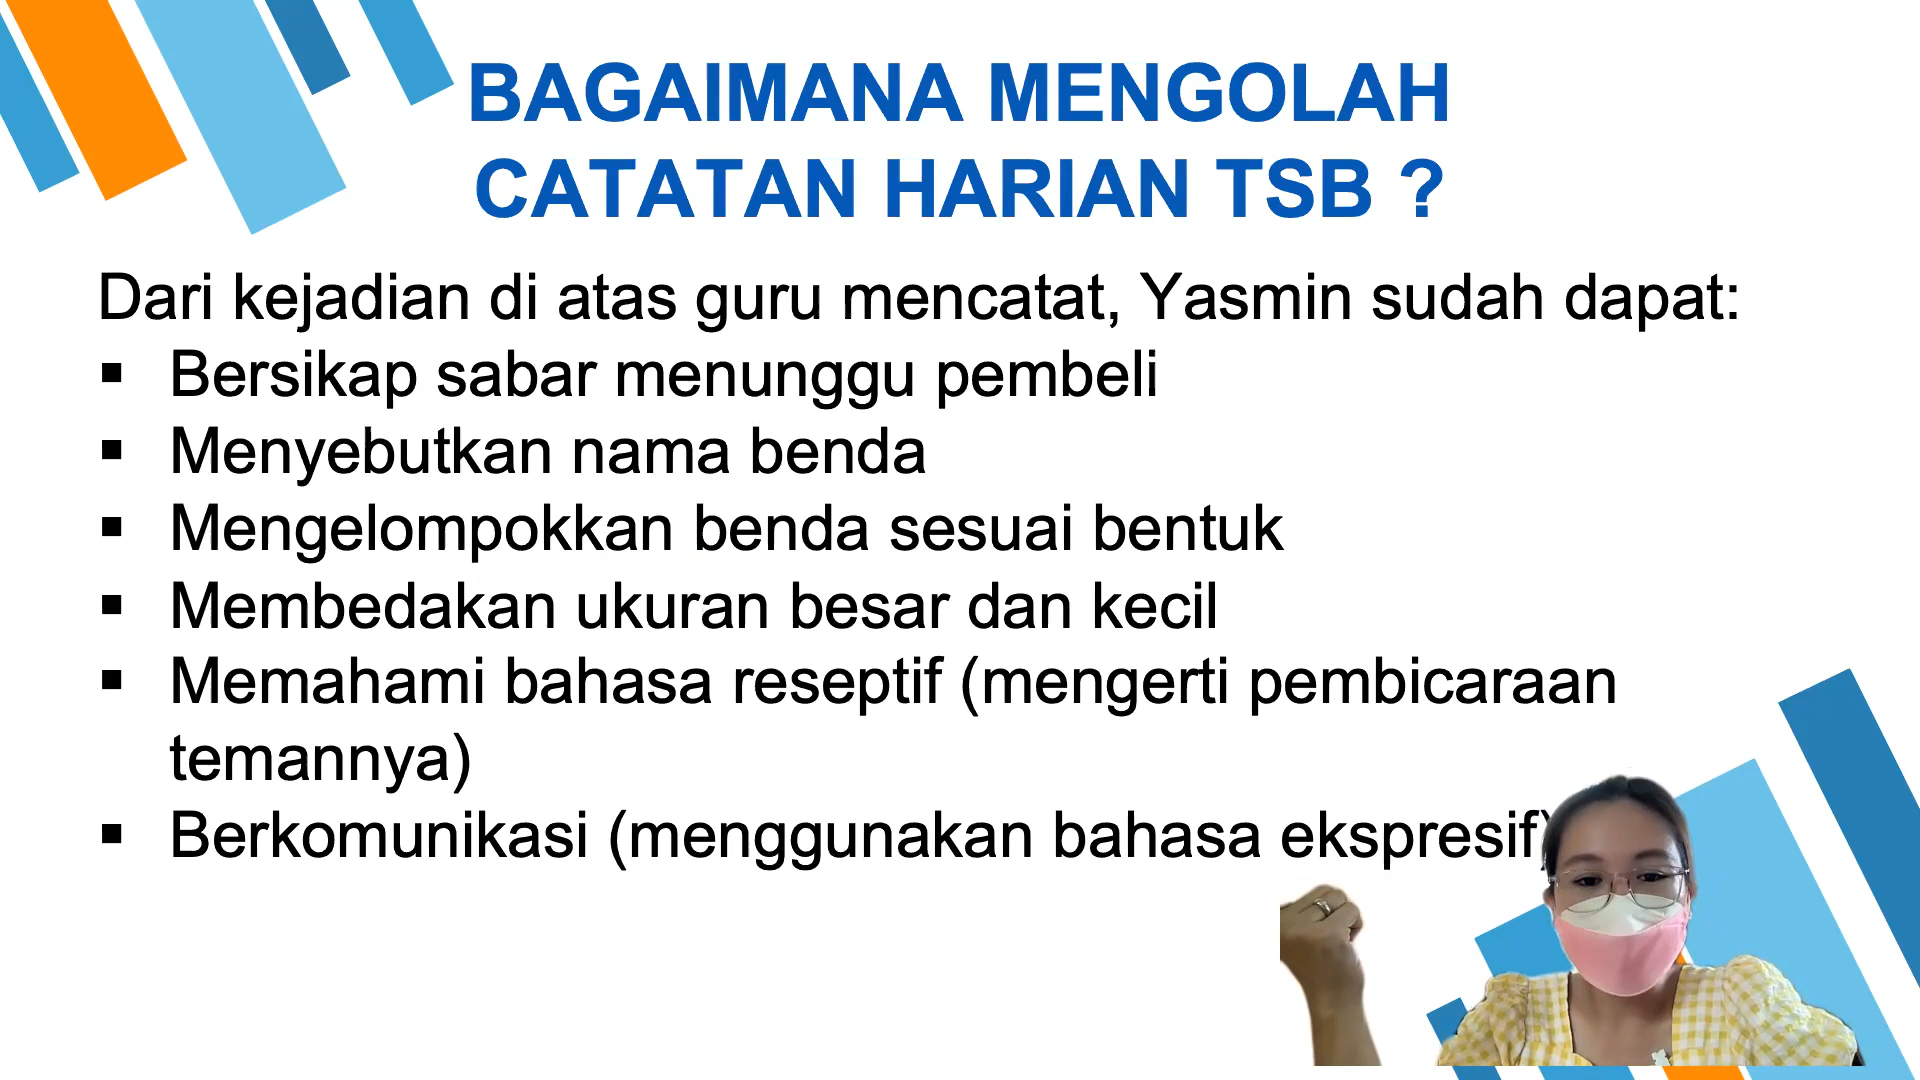 BAGAIMANA MENGOLAH
CATATAN HARIAN TSB ?
Dari kejadian di atas guru mencatat, Yasmin sudah dapat:
▪ Bersikap sabar menunggu pembeli
▪ Menyebutkan nama benda
▪ Mengelompokkan benda sesuai bentuk
▪ Membedakan ukuran besar dan kecil
▪ Memahami bahasa reseptif (mengerti pembicaraan
temannya)
▪ Berkomunikasi (menggunakan bahasa ekspresif)